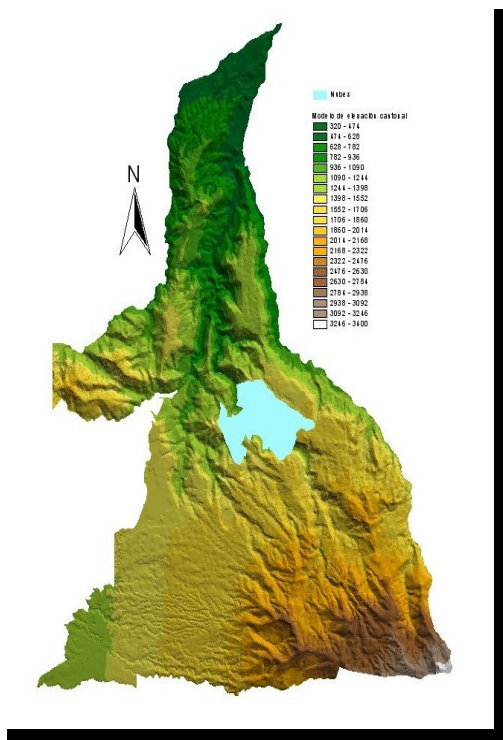 Nubes
Modelo de elevación cantonal
320 - 474
474 - 628
628 - 782
782 - 936
936 - 1090
1090 - 1244
1244 - 1398
1398 - 1552
1552 - 1706
1706 - 1860
1860 - 2014
2014 - 2168
2168 - 2322
2322 - 2476
2476 - 2630
2630 - 2784
2784 - 2938
2938 - 3092
3092 - 3246
3246 - 3400
N